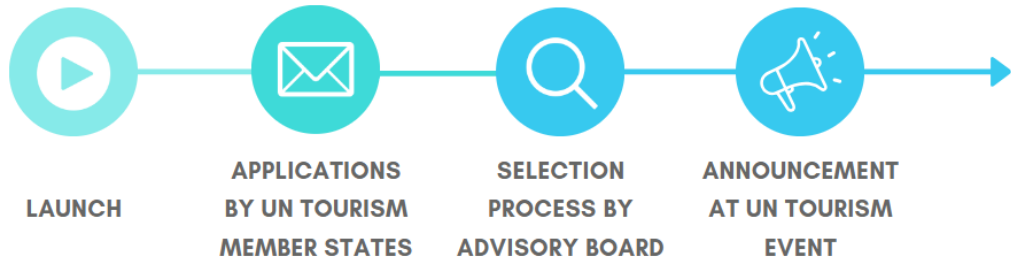 LAUNCH
APPLICATIONS
BY UN TOURISM
MEMBER STATES
SELECTION
PROCESS BY
ADVISORY BOARD
ANNOUNCEMENT
AT UN TOURISM
EVENT